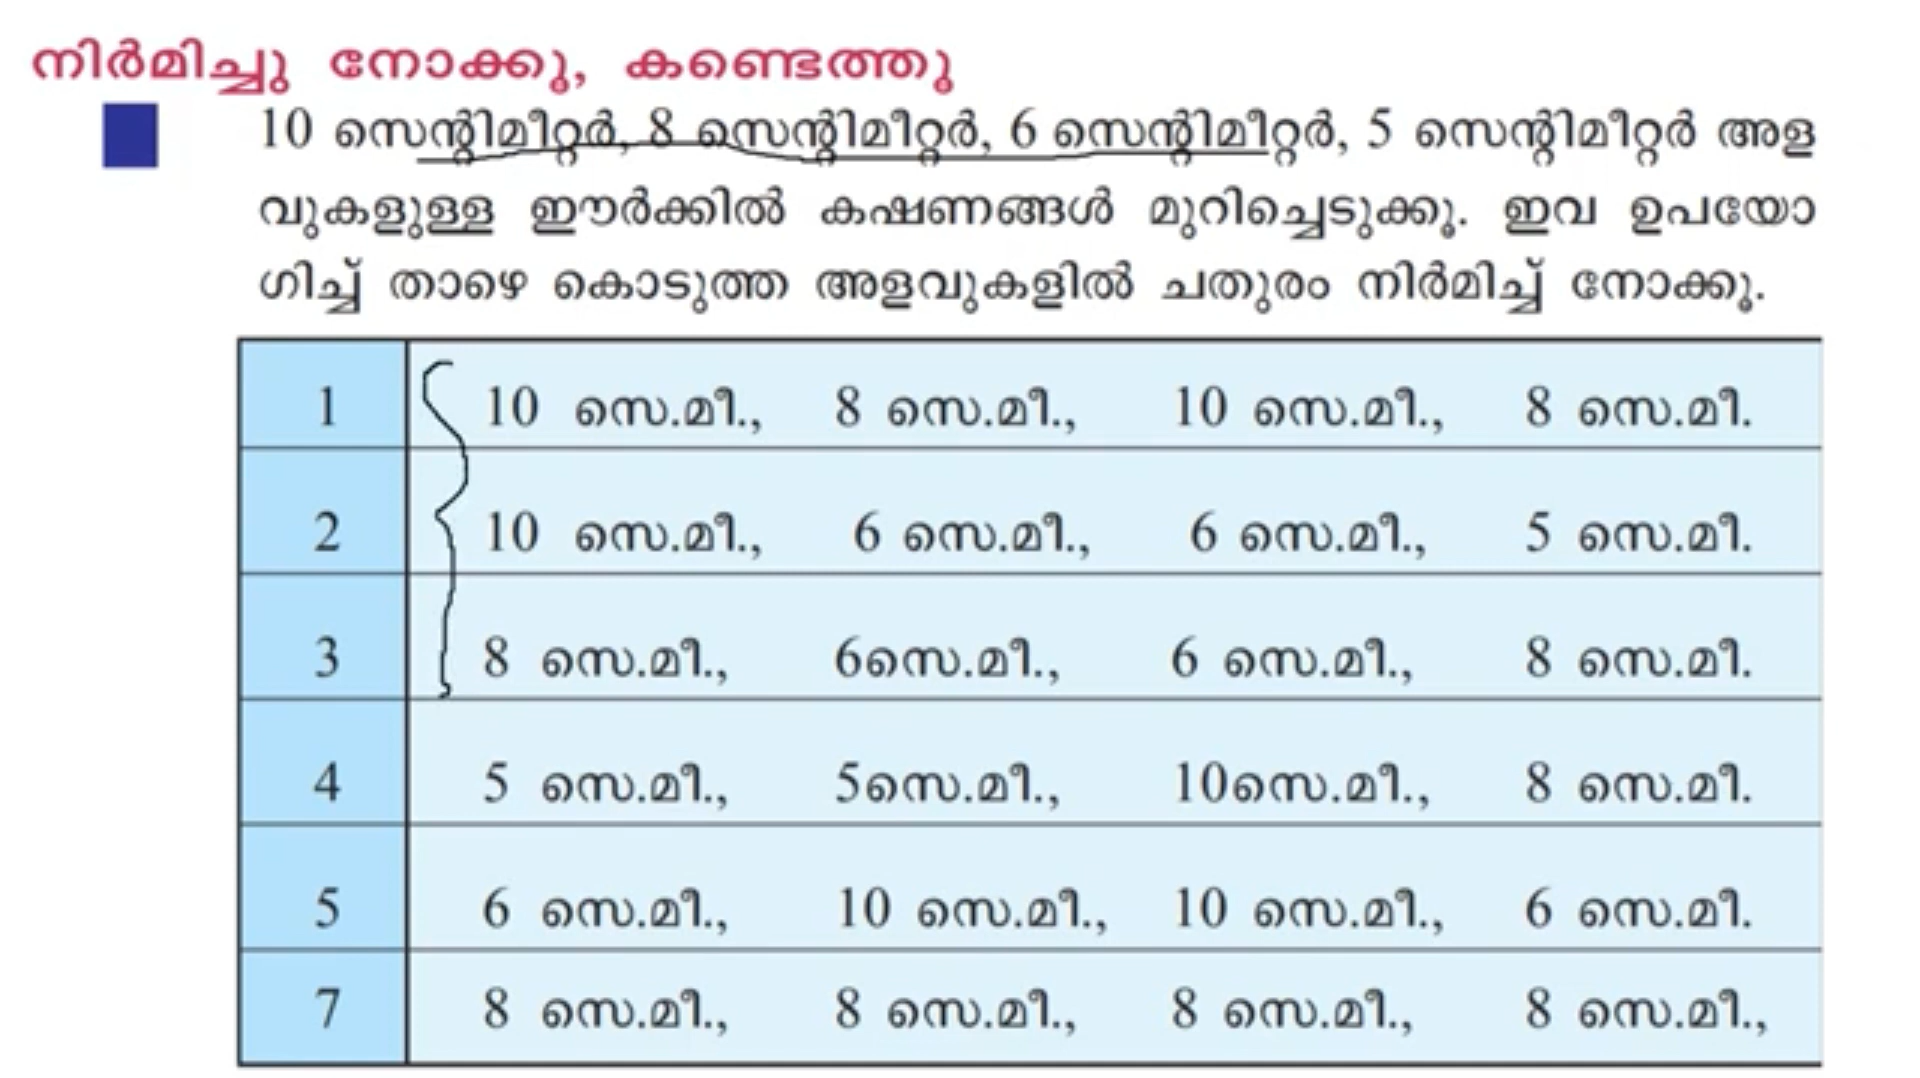 നിർമിച്ചു നോക്കൂ, കണ്ടെത്തൂ
10 സെന്റിമീറ്റർ, 8 സെന്റിമീറ്റർ, 6 സെന്റിമീറ്റർ, 5 സെന്റിമീറ്റർ അള
വുകളുള്ള ഈർക്കിൽ കഷണങ്ങൾ മുറിച്ചെടുക്കൂ. ഇവ ഉപയോ
ഗിച്ച് താഴെ കൊടുത്ത അളവുകളിൽ ചതുരം നിർമിച്ച് നോക്കൂ.
1 10 സെ.മീ., 8 സെ.മീ., 10 സെ.മീ., 8 സെ.മീ.
2 10 സെ.മീ., 6 സെ.മീ., 6 സെ.മീ., 5 സെ.മീ.
3 8 സെ.മീ., 6സെ.മീ., 6 സെ.മീ., 8 സെ.മീ.
4 5 സെ.മീ., 5സെ.മീ., 10സെ.മീ., 8 സെ.മീ.
5 6 സെ.മീ., 10 സെ.മീ., 10 സെ.മീ., 6 സെ.മീ.
7 8 സെ.മീ., 8 സെ.മീ., 8 സെ.മീ., 8 സെ.മീ.,